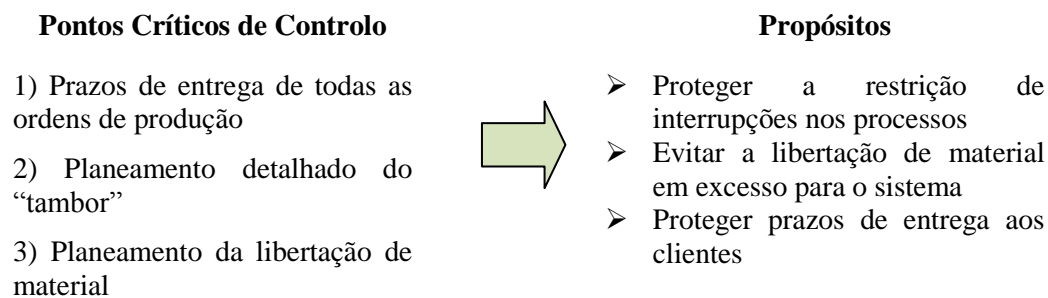 Pontos Críticos de Controlo
1) Prazos de entrega de todas as
ordens de produção
2) Planeamento detalhado do
“tambor”
3) Planeamento da libertação de
material
Propósitos
➢ Proteger a restrição de
interrupções nos processos
➢ Evitar a libertação de material
em excesso para o sistema
➢ Proteger prazos de entrega aos
clientes